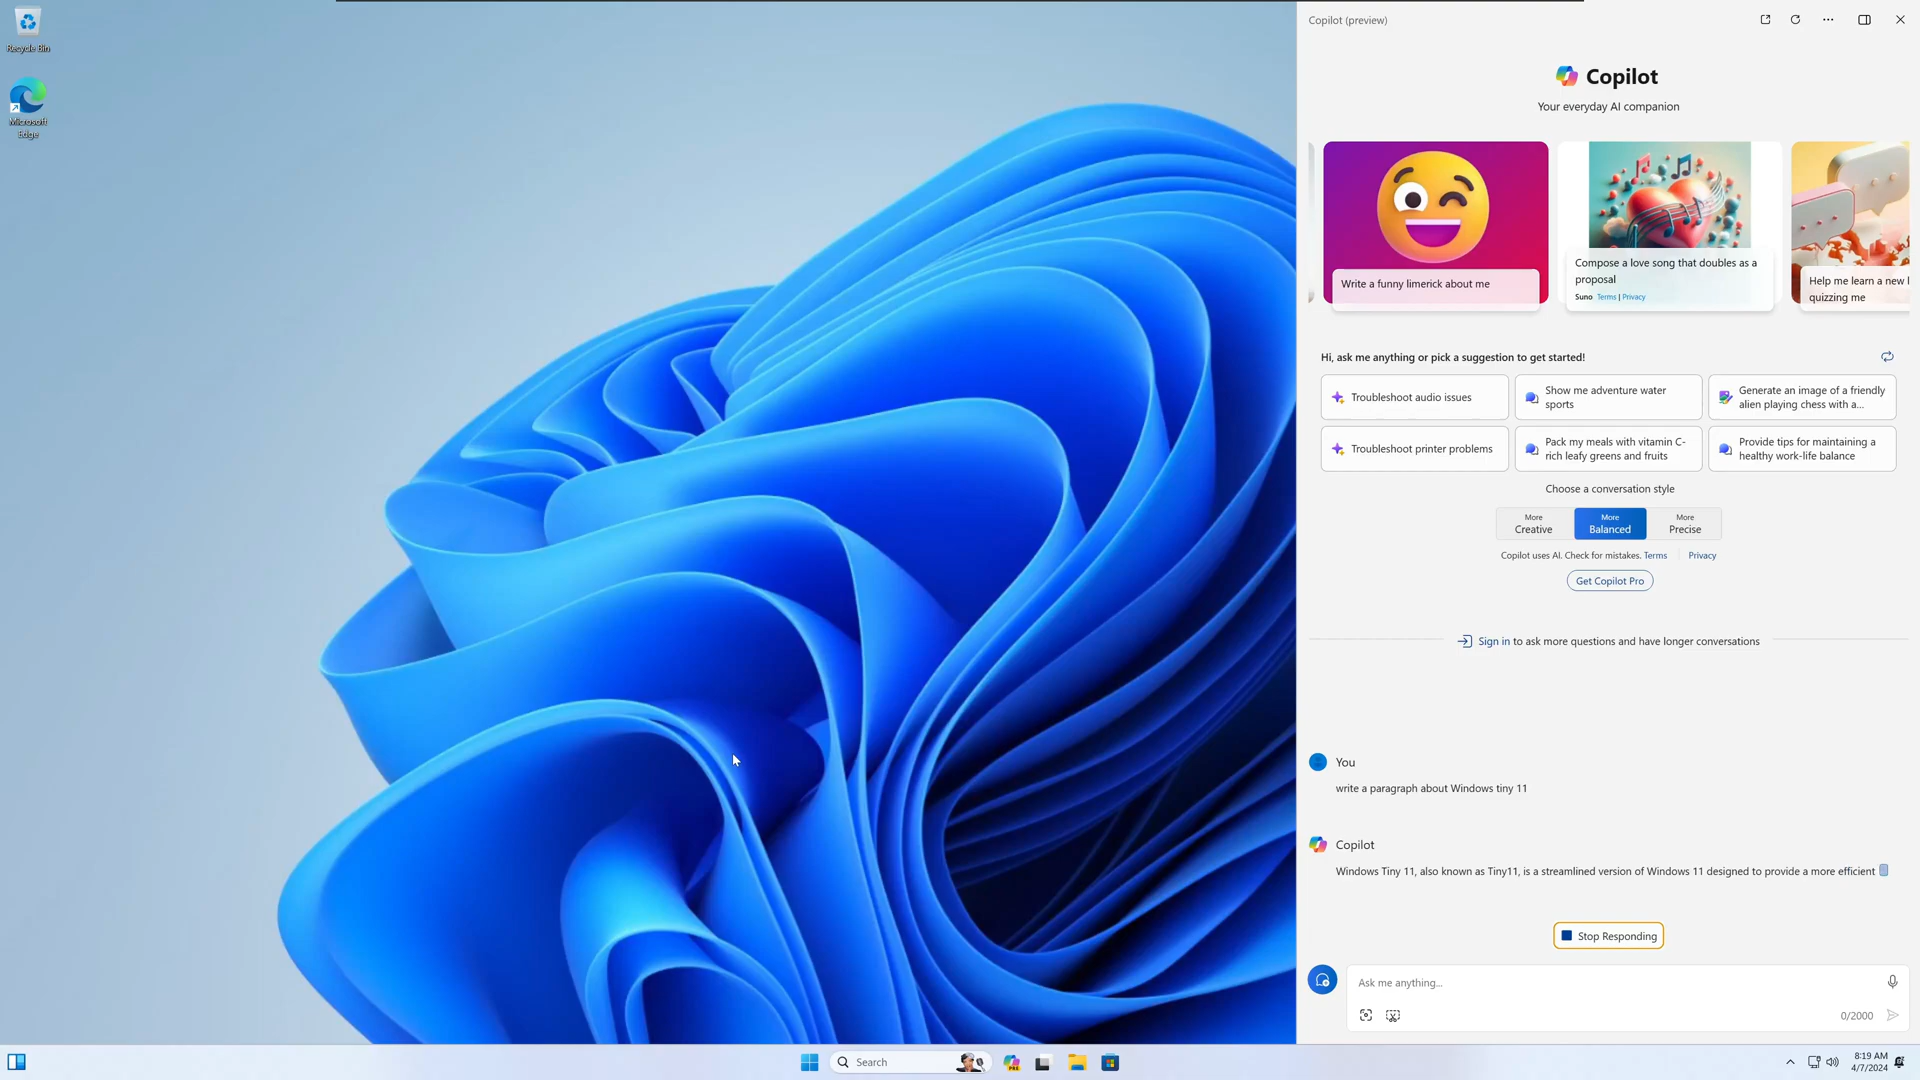 Recycle Bin
Microsoft
Edge
Copilot (preview)
Copilot
Your everyday AI companion
Write a funny limerick about me
Compose a love song that doubles as a
proposal
Suno Terms | Privacy
Help me learn a new l
quizzing me
Hi, ask me anything or pick a suggestion to get started!
Troubleshoot audio issues
Show me adventure water
sports
Generate an image of a friendly
alien playing chess with a...
Troubleshoot printer problems
Pack my meals with vitamin C-
rich leafy greens and fruits
Provide tips for maintaining a
healthy work-life balance
Choose a conversation style
More
Creative
More
Balanced
More
Precise
Copilot uses AI. Check for mistakes. Terms Privacy
Get Copilot Pro
Sign in to ask more questions and have longer conversations
You
write a paragraph about Windows tiny 11
Copilot
Windows Tiny 11, also known as Tiny11, is a streamlined version of Windows 11 designed to provide a more efficient
Stop Responding
Ask me anything...
0/2000
Search
PRE
8:19 AM
4/7/2024